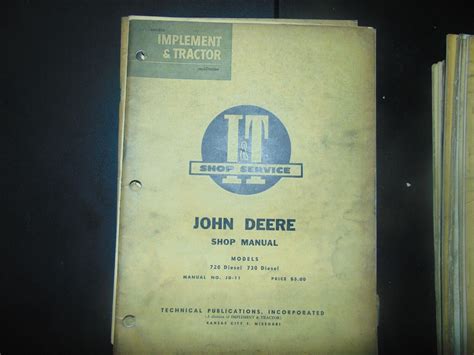 IMPLEMENT
& TRACTOR
I&T
SHOP SERVICE
JOHN DEERE
SHOP MANUAL
MODELS
720 Diesel 730 Diesel
MANUAL NO. JD-11 PRICE $5.00
TECHNICAL PUBLICATIONS, INCORPORATED
(A division of IMPLEMENT & TRACTOR)
KANSAS CITY 5, MISSOURI